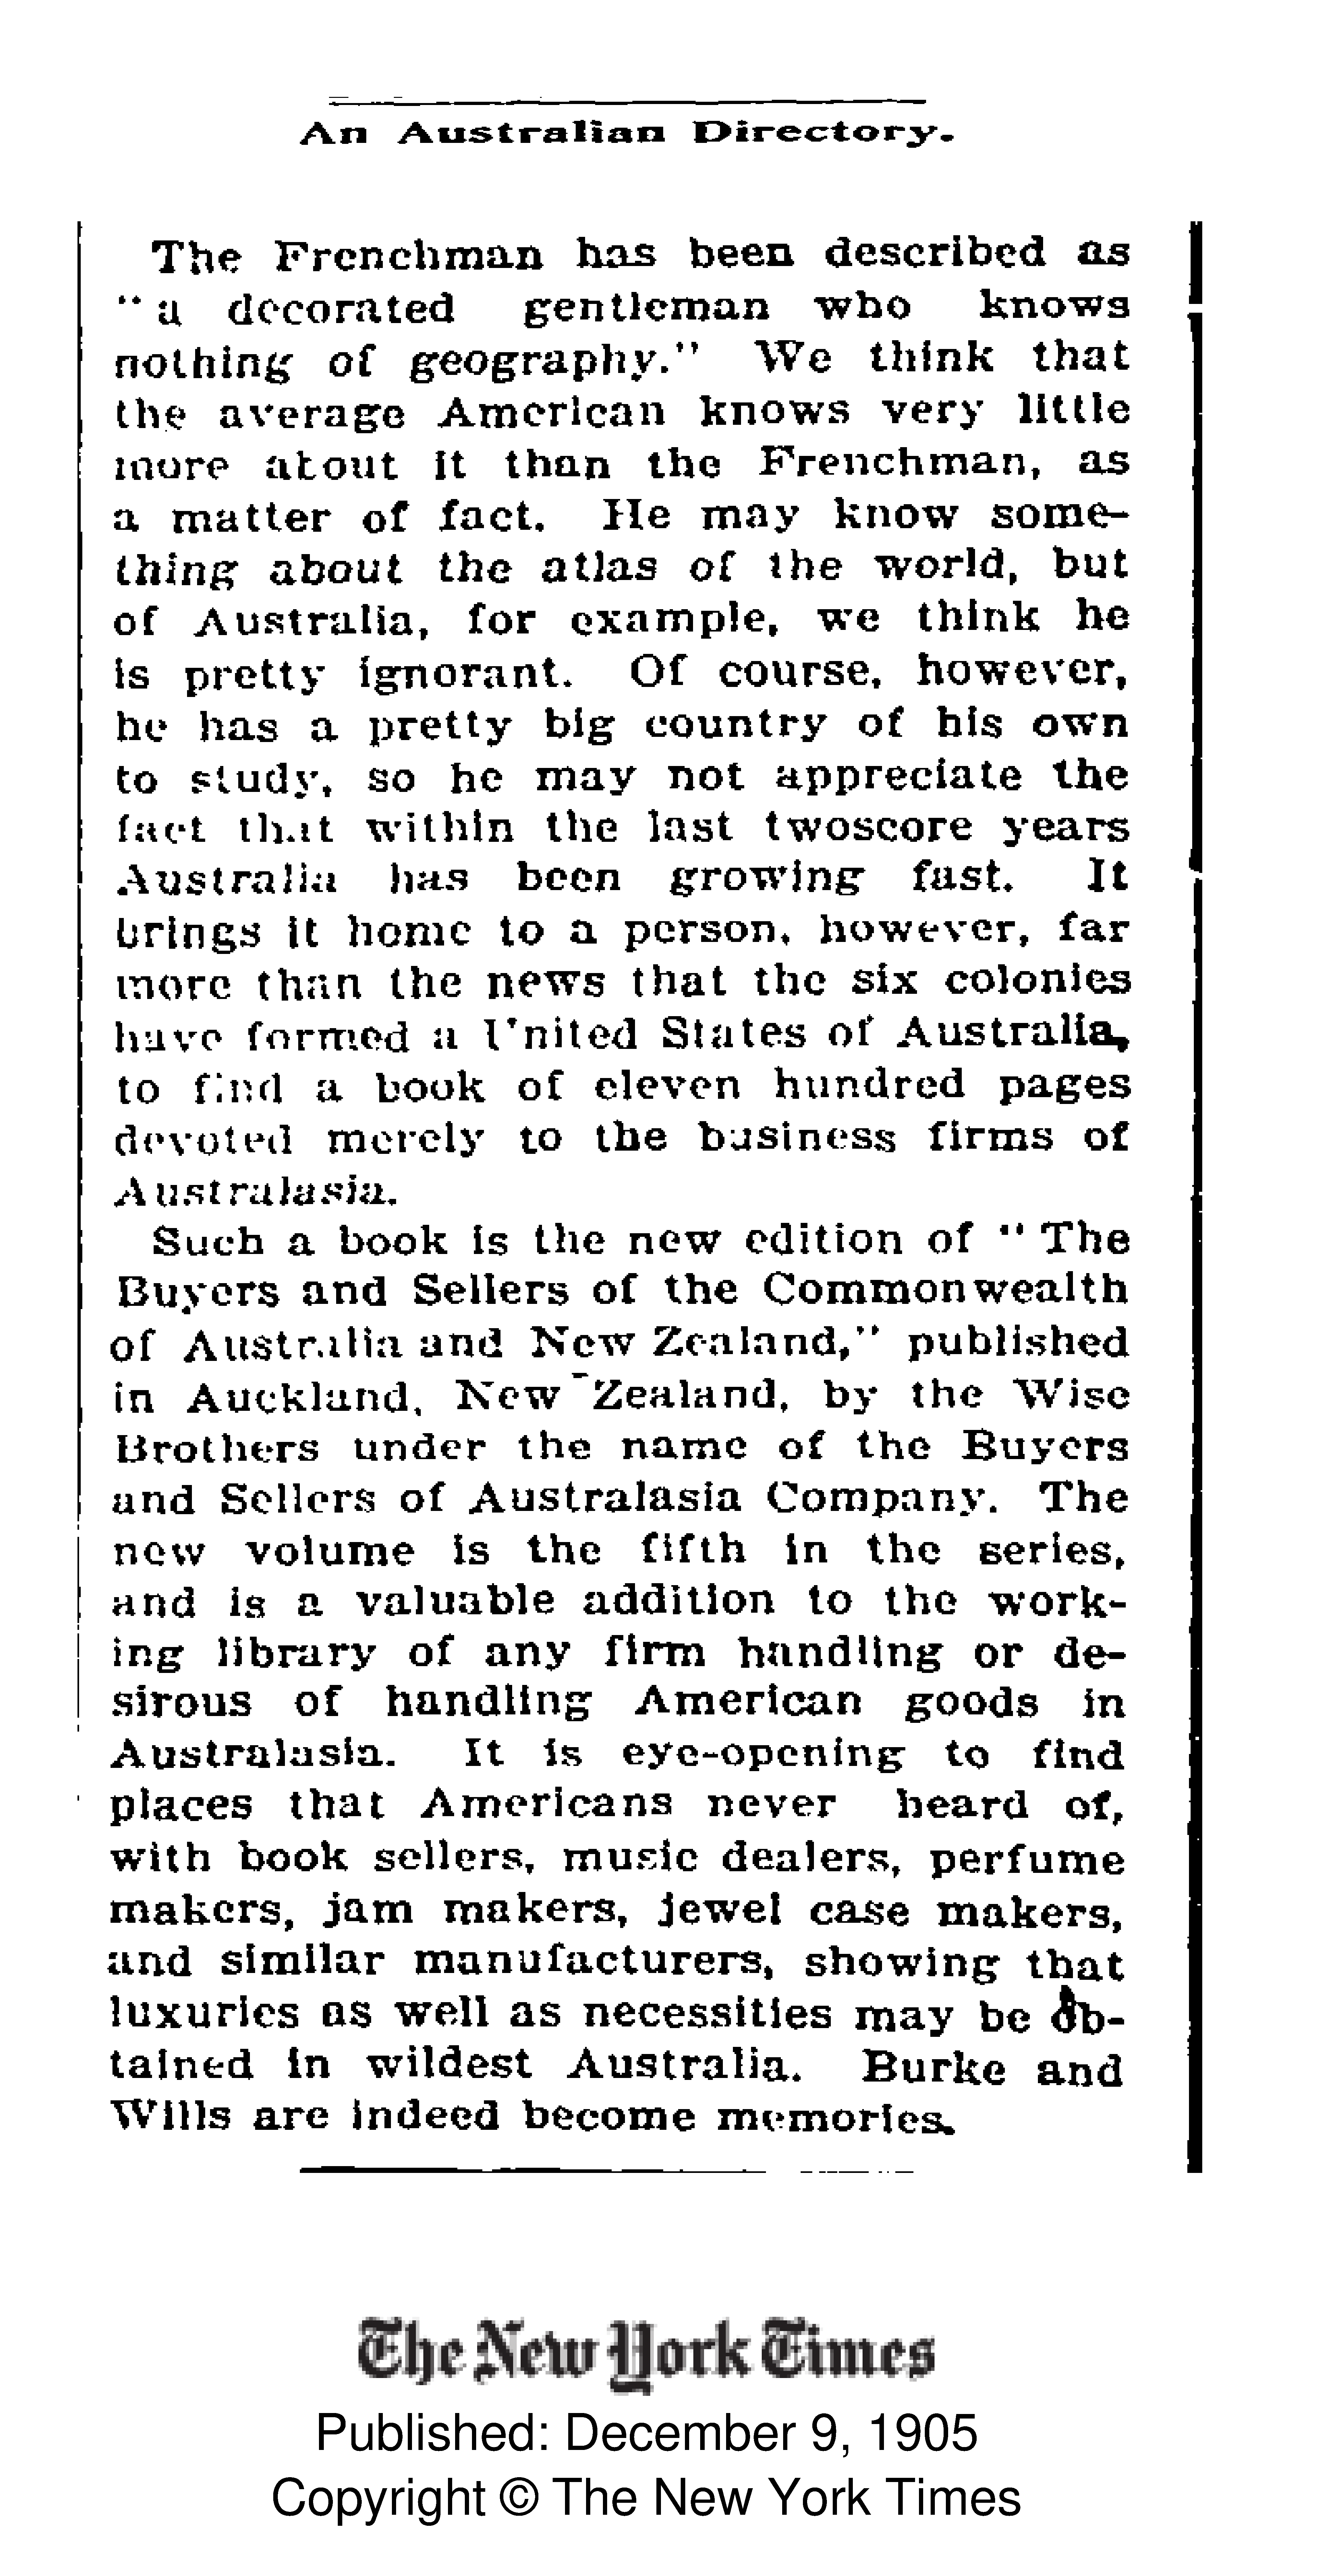 An Australian Directory.
The Frenchman has been described as
"a decorated gentleman who knows
nothing of geography." We think that
the average American knows very little
more about it than the Frenchman, as
a matter of fact. He may know some-
thing about the atlas of the world, but
of Australia, for example, we think he
is pretty ignorant. Of course, however,
he has a pretty big country of his own
to study, so he may not appreciate the
fact that within the last twoscore years
Australia has been growing fast. It
brings it home to a person, however, far
more than the news that the six colonies
have formed a United States of Australia,
to find a book of eleven hundred pages
devoted merely to the business firms of
Australasia.
Such a book is the new edition of "The
Buyers and Sellers of the Commonwealth
of Australia and New Zealand," published
in Auckland, New Zealand, by the Wise
Brothers under the name of the Buyers
and Sellers of Australasia Company. The
new volume is the fifth in the series,
and is a valuable addition to the work-
ing library of any firm handling or de-
sirous of handling American goods in
Australasia. It is eye-opening to find
places that Americans never heard of,
with book sellers, music dealers, perfume
makers, jam makers, jewel case makers,
and similar manufacturers, showing that
luxuries as well as necessities may be ob-
tained in wildest Australia. Burke and
Wills are indeed become memories.
The New York Times
Published: December 9, 1905
Copyright © The New York Times